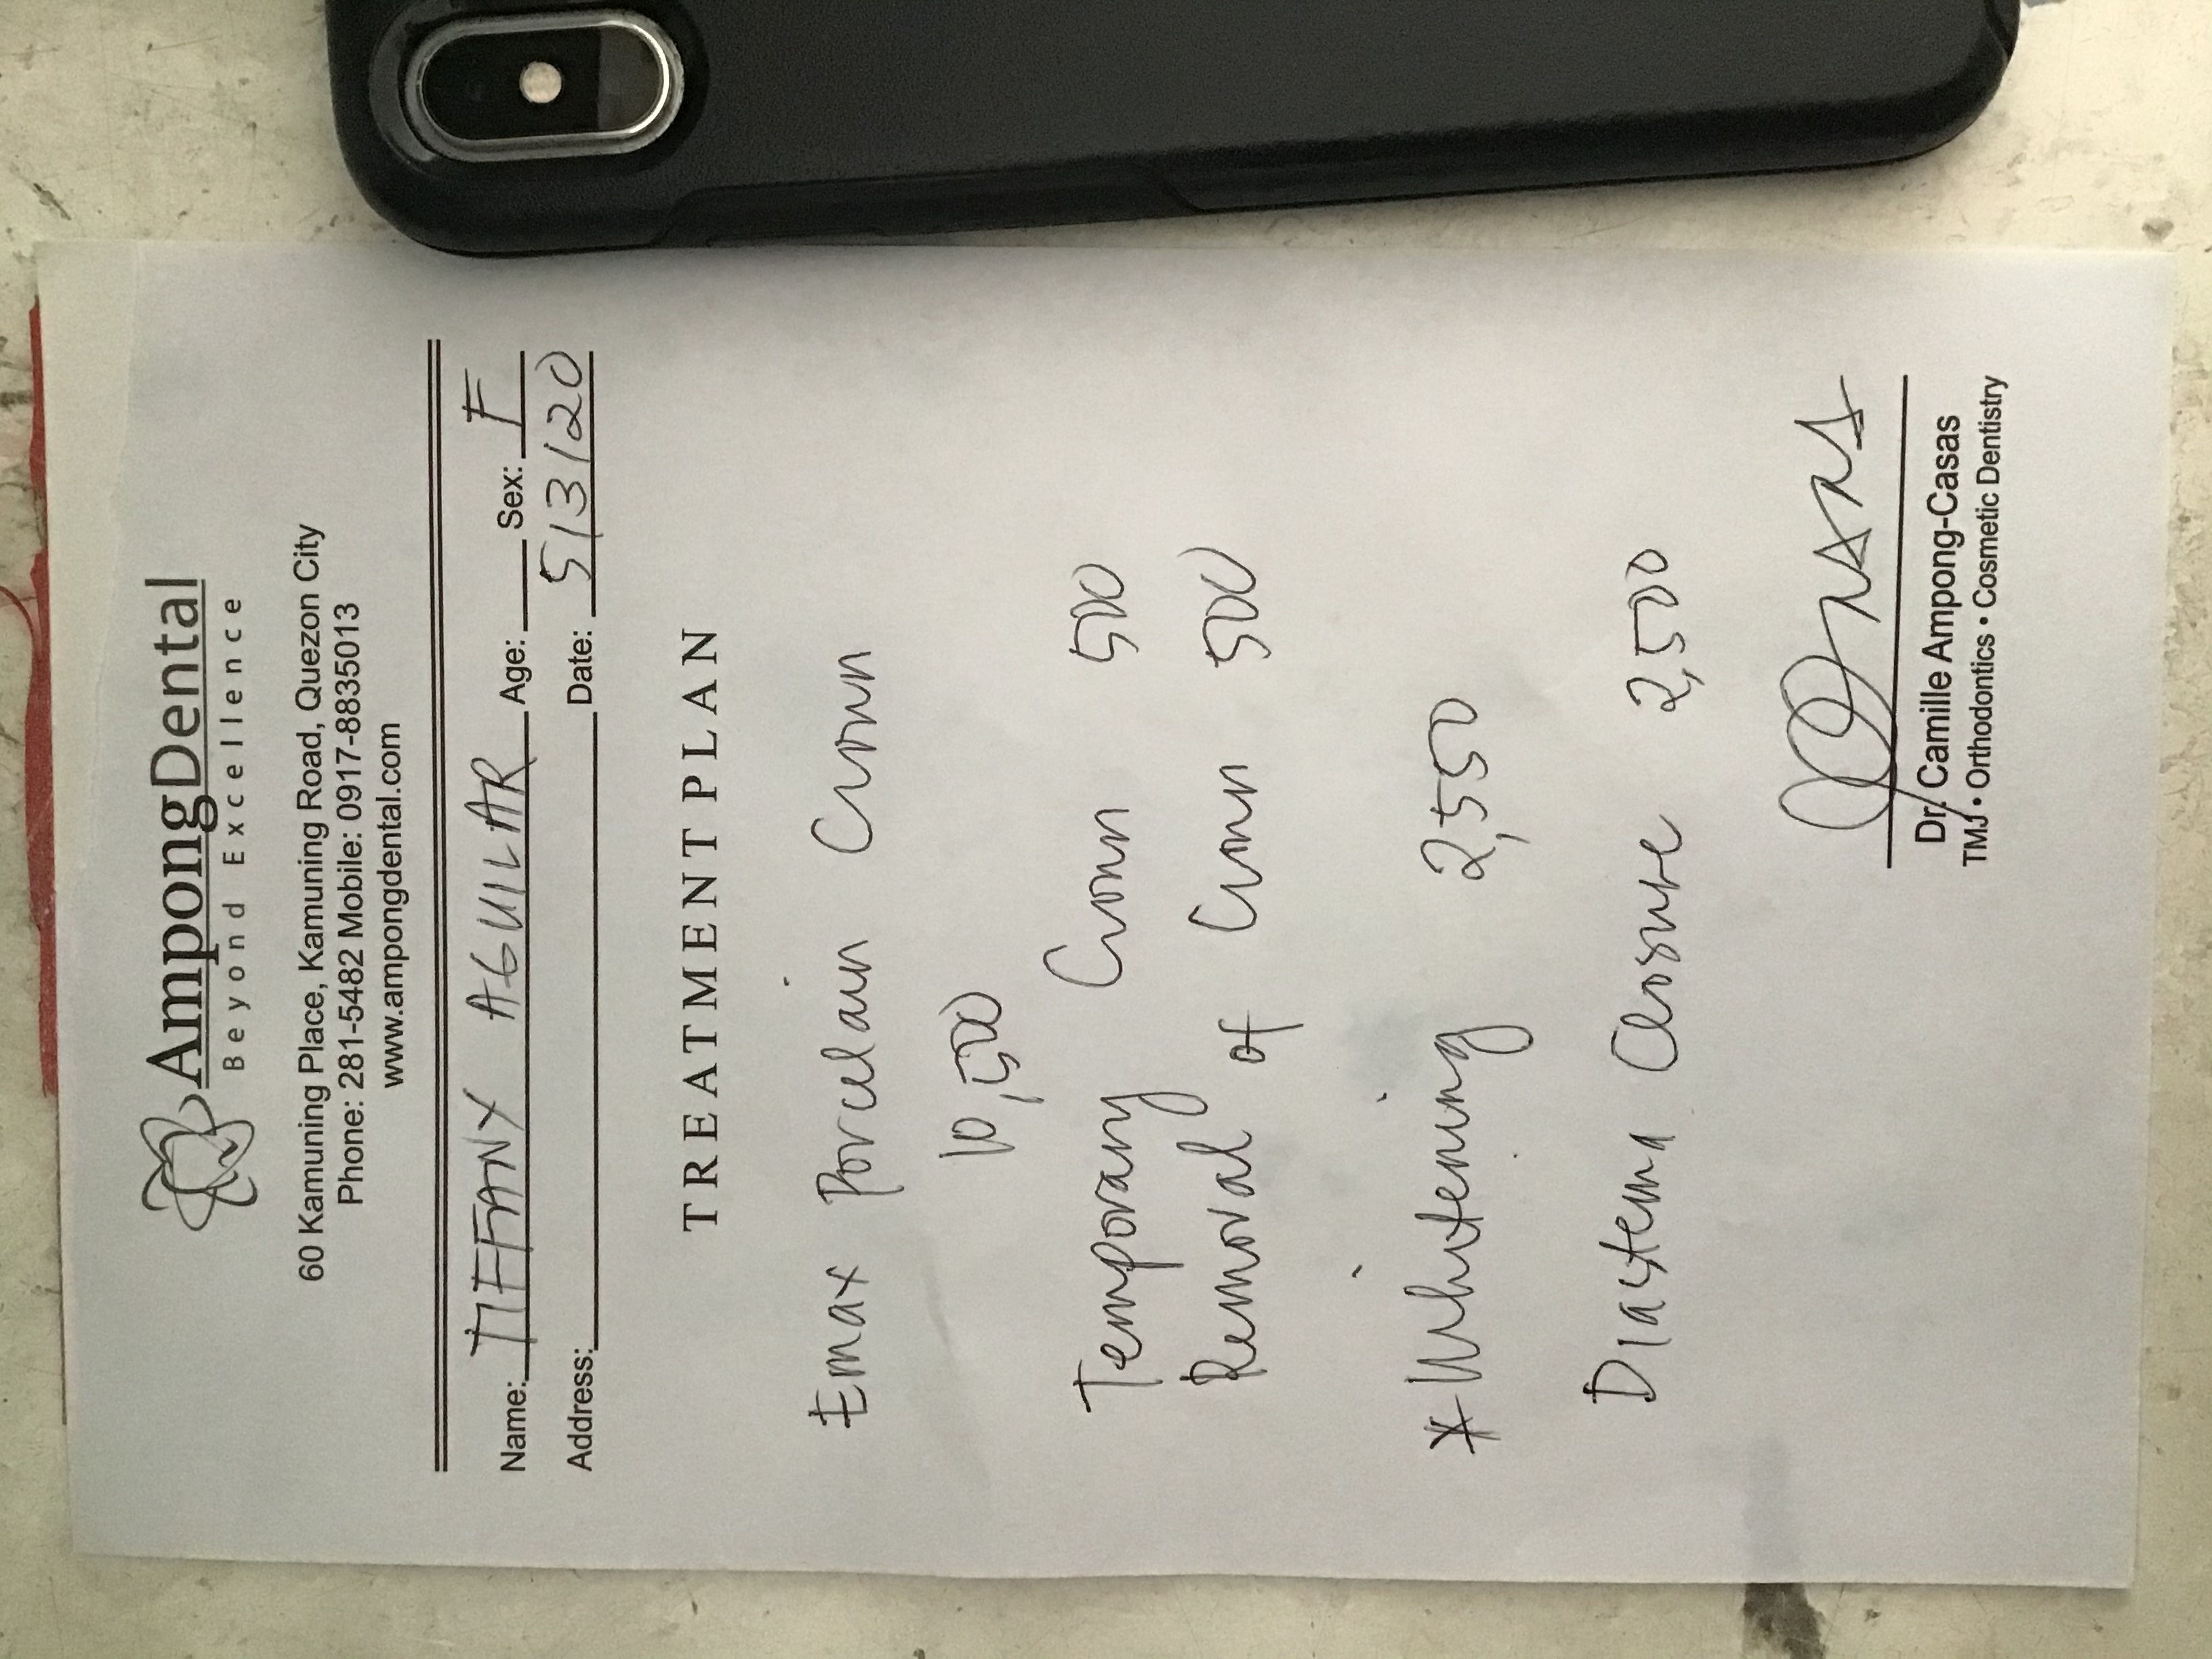 AmpongDental
Beyond Excellence
60 Kamuning Place, Kamuning Road, Quezon City
Phone: 281-5482 Mobile: 0917-8835013
www.ampongdental.com
Name: TIFFANY AGUILAR Age: Sex: F
Address: Date: 5/3/20
TREATMENT PLAN
Emax Porcelain Crown
10,500
Temporary Crown 500
Removal of Crown 500
* Whitening 2,550
Diastema Closure 2,500
Dr. Camille Ampong-Casas
TMJ • Orthodontics • Cosmetic Dentistry